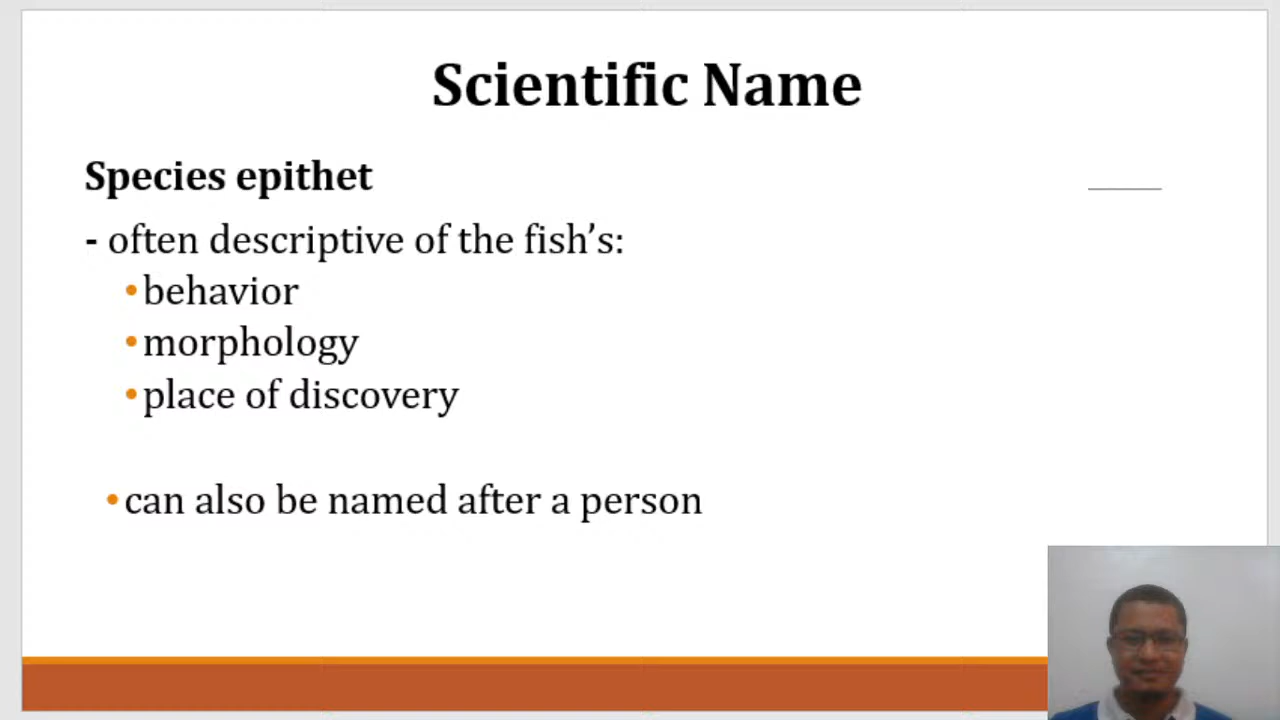 Scientific Name
Species epithet
- often descriptive of the fish’s:
•behavior
•morphology
•place of discovery
•can also be named after a person